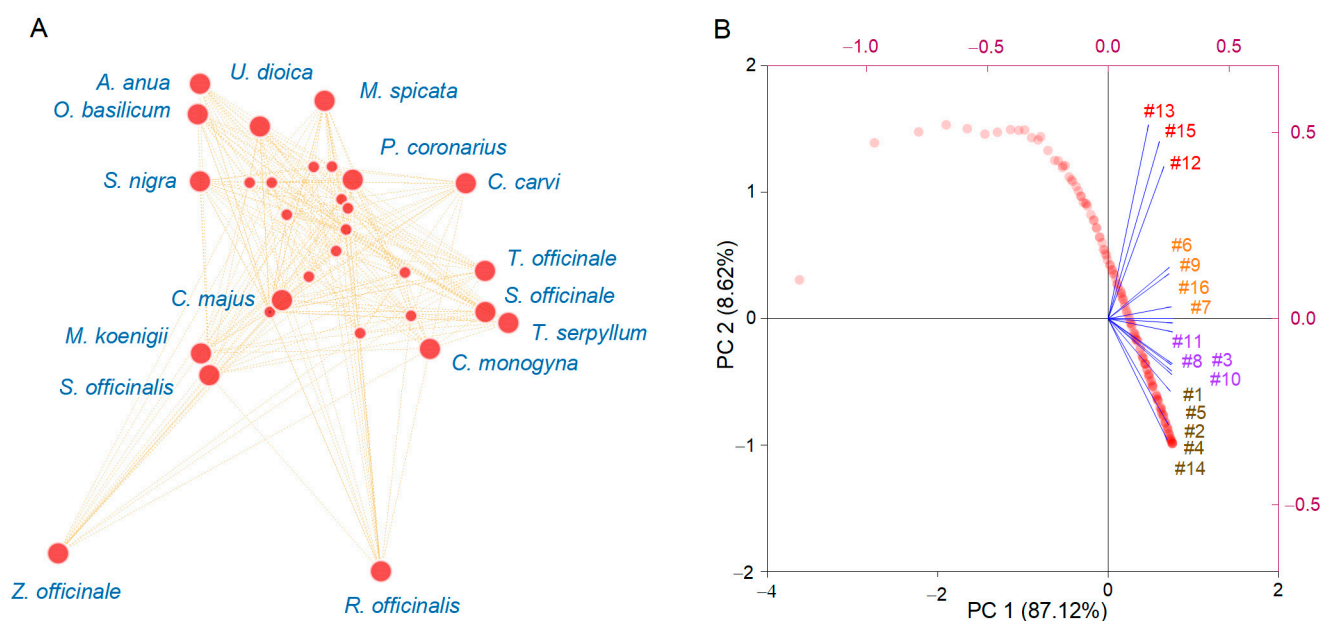 A
U. dioica
A. anua
M. spicata
O. basilicum
P. coronarius
S. nigra
C. carvi
T. officinale
S. officinale
C. majus
T. serpyllum
M. koenigii
C. monogyna
S. officinalis
Z. officinale
R. officinalis
B
−1.0 −0.5 0.0 0.5
2
#13
0.5
#15
#12
1
#6
#9
#16
#7
0
0.0
#11
#8 #3
#10
#1
#5
#2
−1
#4
#14
−0.5
−2
−4 −2 0 2
PC 1 (87.12%)
PC 2 (8.62%)